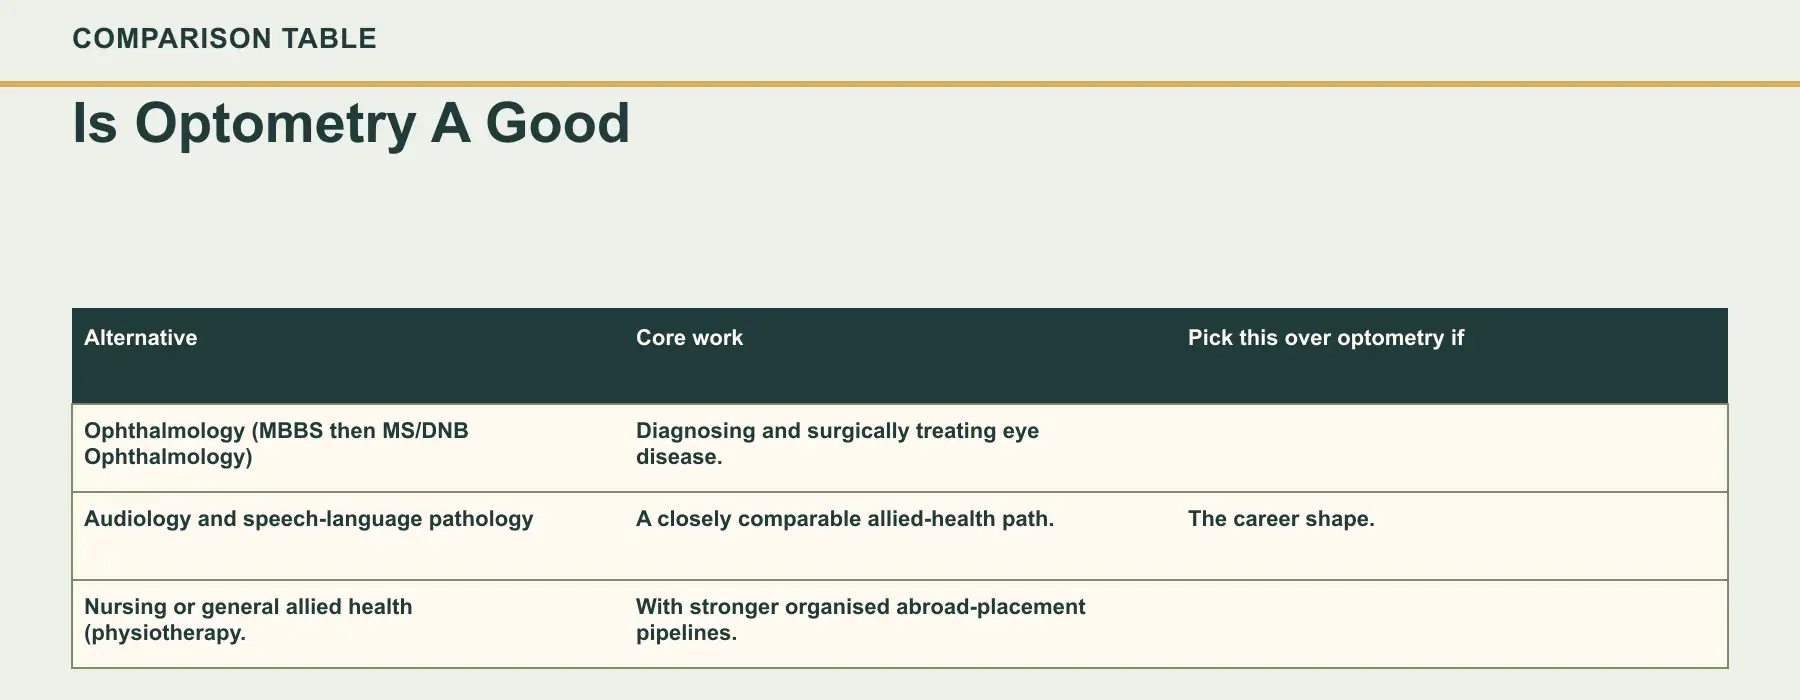 COMPARISON TABLE
Is Optometry A Good
Alternative
Core work
Pick this over optometry if
Ophthalmology (MBBS then MS/DNB
Ophthalmology)
Diagnosing and surgically treating eye
disease.
Audiology and speech-language pathology
A closely comparable allied-health path.
The career shape.
Nursing or general allied health
(physiotherapy.
With stronger organised abroad-placement
pipelines.